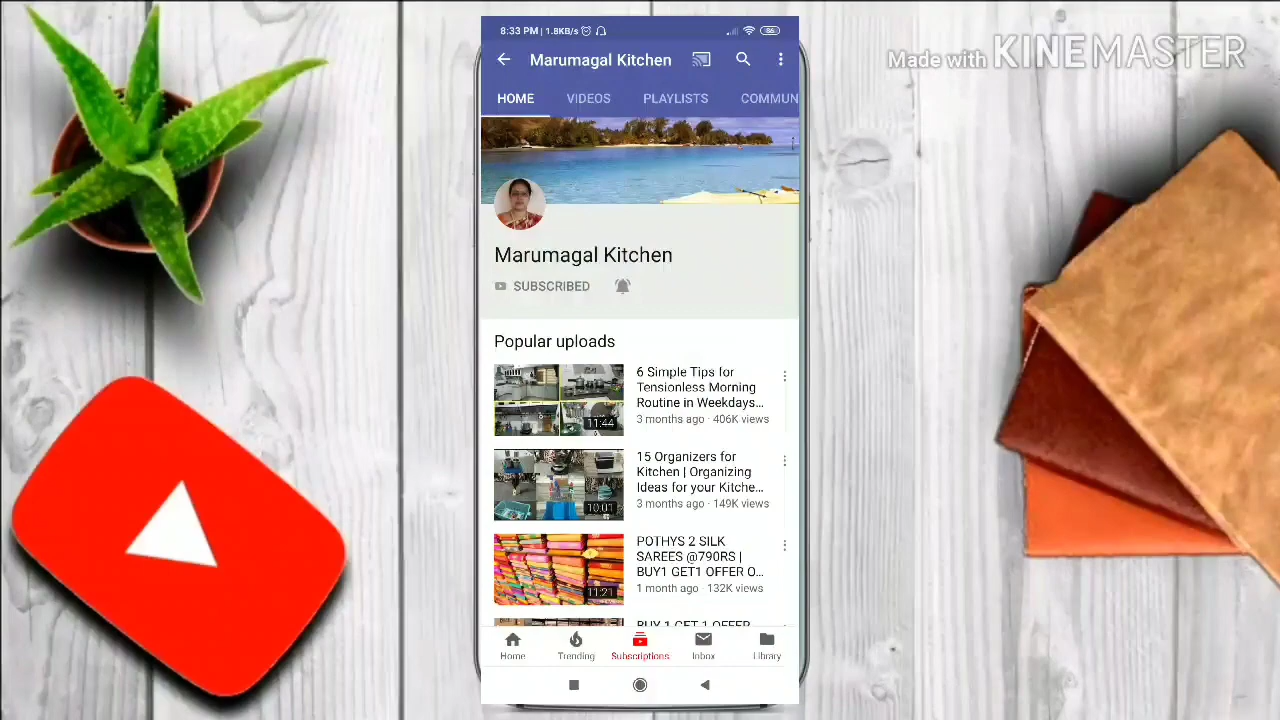 8:33 PM | 1.8KB/s
86
Made with KINEMASTER
Marumagal Kitchen
HOME VIDEOS PLAYLISTS COMMUN
Marumagal Kitchen
SUBSCRIBED
Popular uploads
6 Simple Tips for
Tensionless Morning
Routine in Weekdays...
3 months ago · 406K views
11:44
15 Organizers for
Kitchen | Organizing
Ideas for your Kitche...
3 months ago · 149K views
10:01
POTHYS 2 SILK
SAREES @790RS |
BUY1 GET1 OFFER O...
1 month ago · 132K views
11:21
BUY 1 GET 1 OFFER
Home Trending Subscriptions Inbox Library